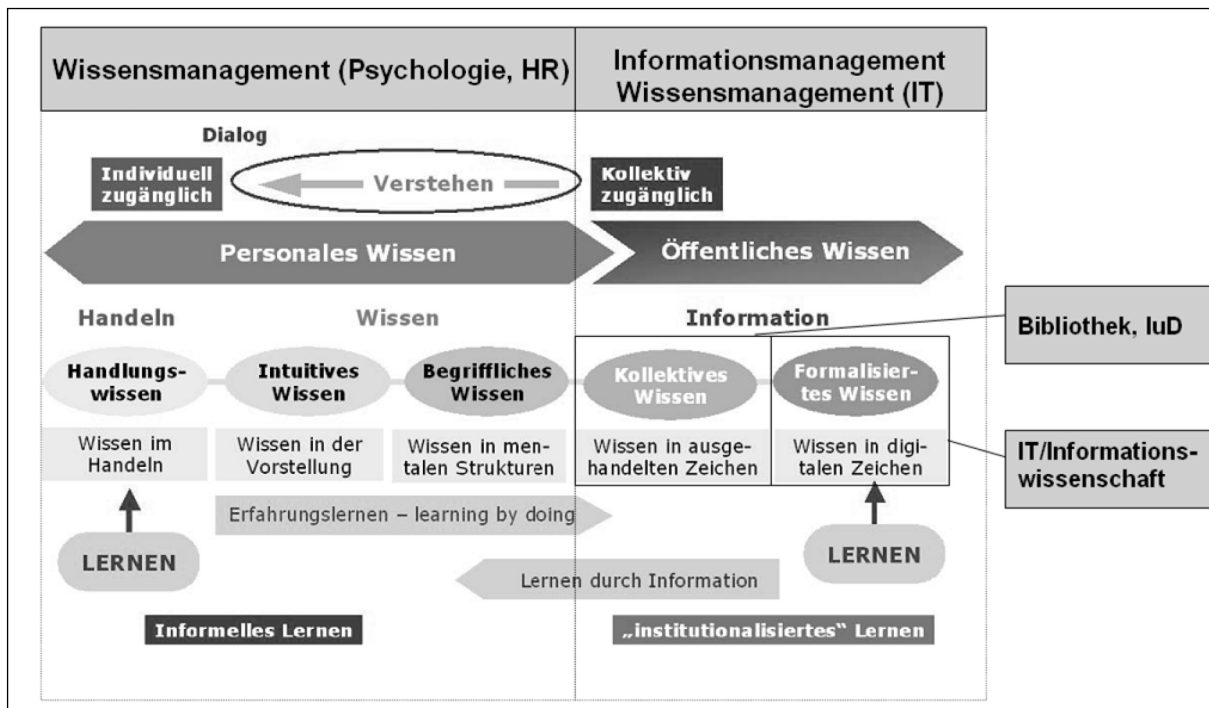 Wissensmanagement (Psychologie, HR)
Informationsmanagement
Wissensmanagement (IT)
Dialog
Individuell
zugänglich
Verstehen
Kollektiv
zugänglich
Personales Wissen
Öffentliches Wissen
Handeln
Wissen
Information
Bibliothek, IuD
Handlungs-
wissen
Intuitives
Wissen
Begriffliches
Wissen
Kollektives
Wissen
Formalisier-
tes Wissen
Wissen im
Handeln
Wissen in der
Vorstellung
Wissen in men-
talen Strukturen
Wissen in ausge-
handelten Zeichen
Wissen in digi-
talen Zeichen
IT/Informations-
wissenschaft
Erfahrungslernen – learning by doing
LERNEN
LERNEN
Lernen durch Information
Informelles Lernen
„institutionalisiertes“ Lernen